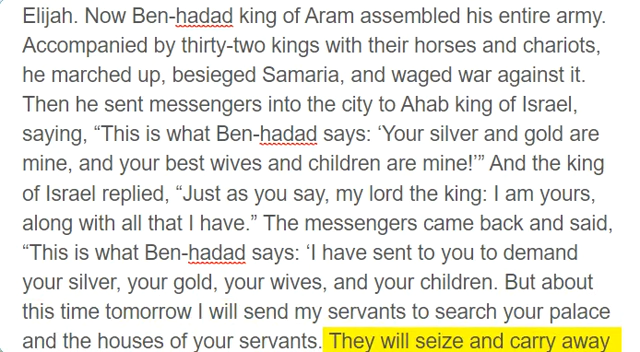 Elijah. Now Ben-hadad king of Aram assembled his entire army.
Accompanied by thirty-two kings with their horses and chariots,
he marched up, besieged Samaria, and waged war against it.
Then he sent messengers into the city to Ahab king of Israel,
saying, “This is what Ben-hadad says: ‘Your silver and gold are
mine, and your best wives and children are mine!’” And the king
of Israel replied, “Just as you say, my lord the king: I am yours,
along with all that I have.” The messengers came back and said,
“This is what Ben-hadad says: ‘I have sent to you to demand
your silver, your gold, your wives, and your children. But about
this time tomorrow I will send my servants to search your palace
and the houses of your servants. They will seize and carry away